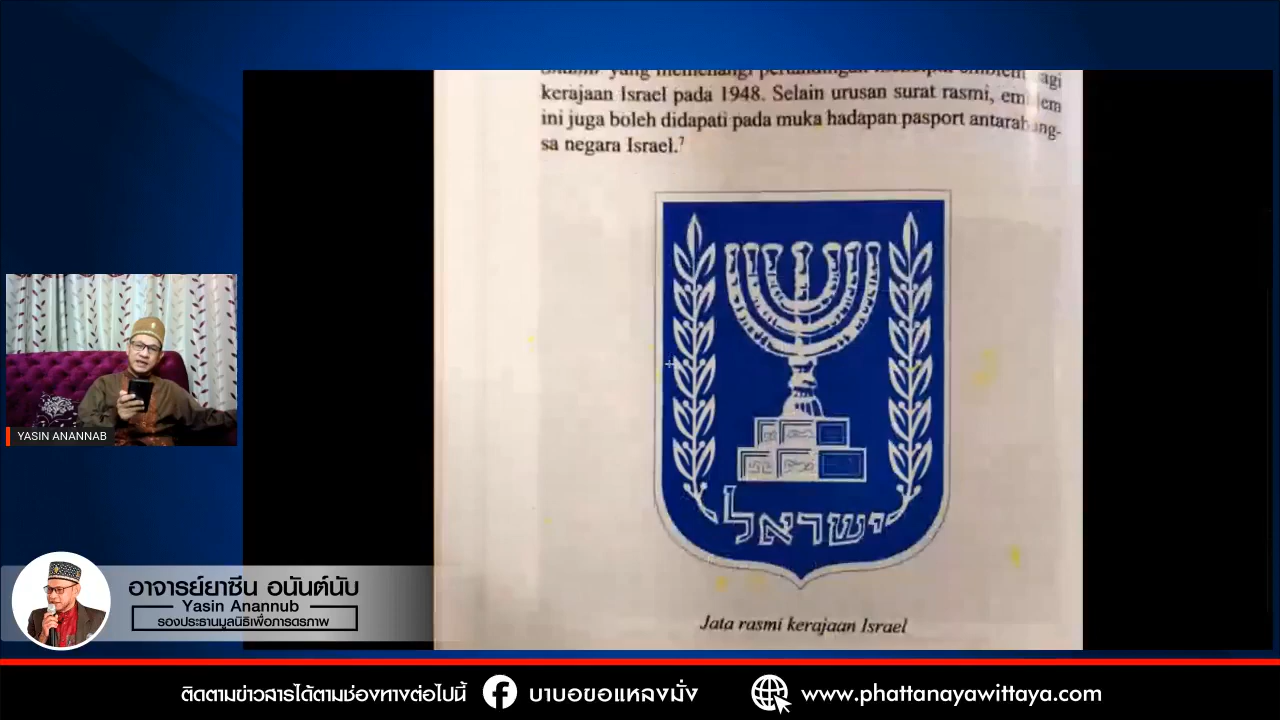 yang memenangi
kerajaan Israel pada 1948. Selain urusan surat rasmi, emblem
ini juga boleh didapati pada muka hadapan pasport antarabang-
sa negara Israel.⁷
ישראל
Jata rasmi kerajaan Israel
YASIN ANANNAB
อาจารย์ยาซีน อนันต์นับ
Yasin Anannub
รองประธานมูลนิธิเพื่อภารดรภาพ
ติดตามข่าวสารได้ตามช่องทางต่อไปนี้
บาบอขอแหลงมั่ง
www.phattanayawittaya.com